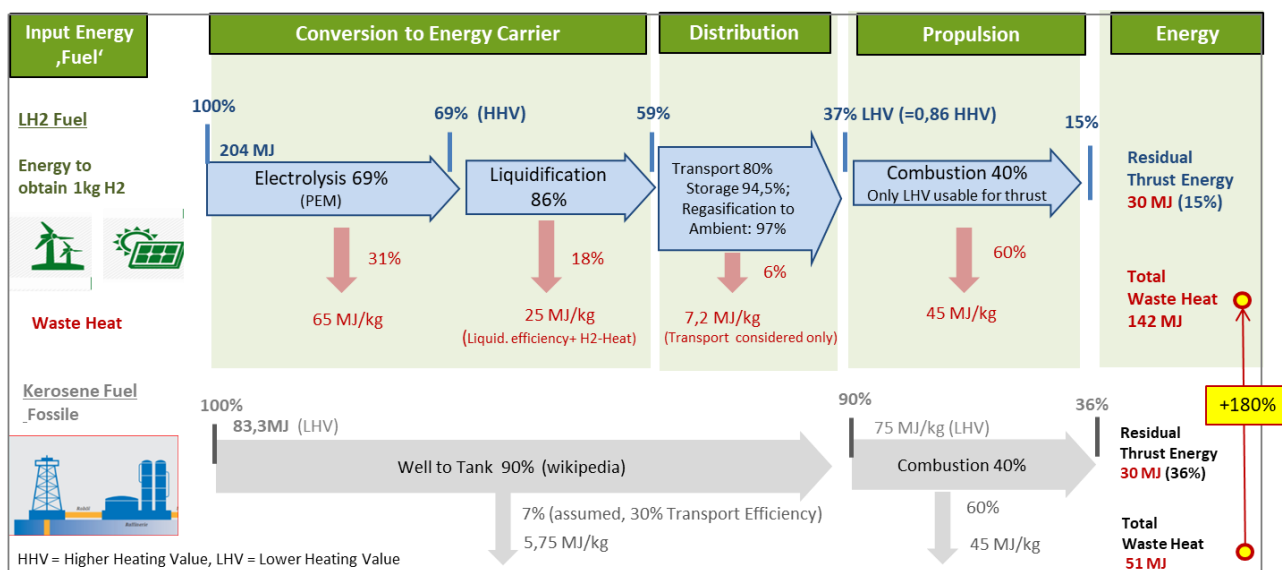 Input Energy
‚Fuel‘
Conversion to Energy Carrier
Distribution
Propulsion
Energy
LH2 Fuel
Energy to
obtain 1kg H2
100%
204 MJ
Electrolysis 69%
(PEM)
69% (HHV)
Liquidification
86%
59%
Transport 80%
Storage 94,5%;
Regasification to
Ambient: 97%
37% LHV (=0,86 HHV)
Combustion 40%
Only LHV usable for thrust
15%
Residual
Thrust Energy
30 MJ (15%)
31%
18%
6%
60%
Waste Heat
65 MJ/kg
25 MJ/kg
(Liquid. efficiency+ H2-Heat)
7,2 MJ/kg
(Transport considered only)
45 MJ/kg
Total
Waste Heat
142 MJ
+180%
Kerosene Fuel
_Fossile
100%
83,3MJ (LHV)
Well to Tank 90% (wikipedia)
90%
75 MJ/kg (LHV)
Combustion 40%
36%
Residual
Thrust Energy
30 MJ (36%)
7% (assumed, 30% Transport Efficiency)
5,75 MJ/kg
60%
45 MJ/kg
Total
Waste Heat
51 MJ
HHV = Higher Heating Value, LHV = Lower Heating Value